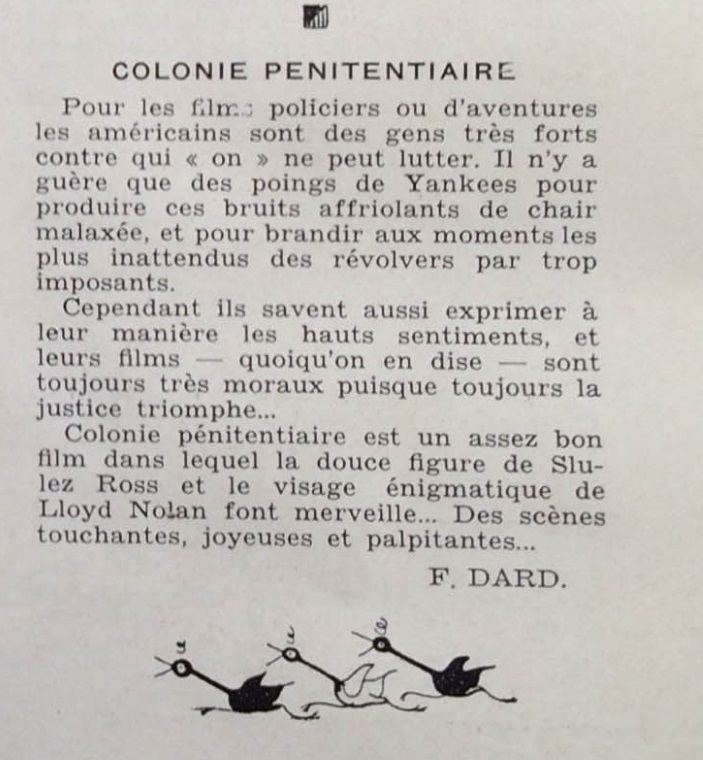 COLONIE PENITENTIAIRE
Pour les films policiers ou d'aventures
les américains sont des gens très forts
contre qui « on » ne peut lutter. Il n'y a
guère que des poings de Yankees pour
produire ces bruits affriolants de chair
malaxée, et pour brandir aux moments les
plus inattendus des révolvers par trop
imposants.
Cependant ils savent aussi exprimer à
leur manière les hauts sentiments, et
leurs films — quoiqu'on en dise — sont
toujours très moraux puisque toujours la
justice triomphe...
Colonie pénitentiaire est un assez bon
film dans lequel la douce figure de Slu-
lez Ross et le visage énigmatique de
Lloyd Nolan font merveille... Des scènes
touchantes, joyeuses et palpitantes...
F. DARD.